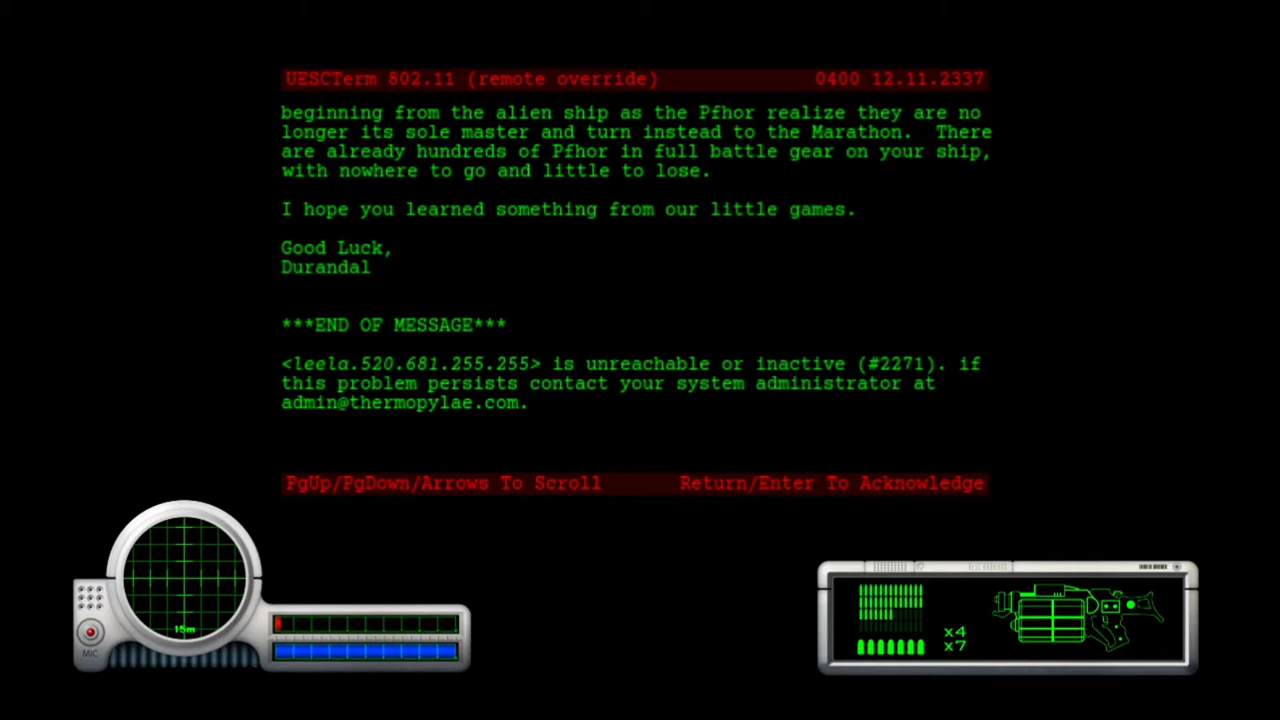 UESCTerm 802.11 (remote override) 0400 12.11.2337
beginning from the alien ship as the Pfhor realize they are no
longer its sole master and turn instead to the Marathon.  There
are already hundreds of Pfhor in full battle gear on your ship,
with nowhere to go and little to lose.
I hope you learned something from our little games.
Good Luck,
Durandal
***END OF MESSAGE***
<leela.520.681.255.255> is unreachable or inactive (#2271). if
this problem persists contact your system administrator at
admin@thermopylae.com.
PgUp/PgDown/Arrows To Scroll Return/Enter To Acknowledge
15m
MIC
x4
x7